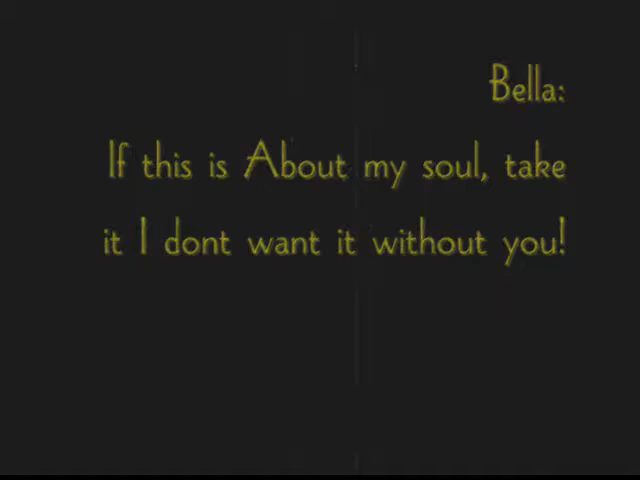 Bella:
If this is About my soul, take
it I dont want it without you!